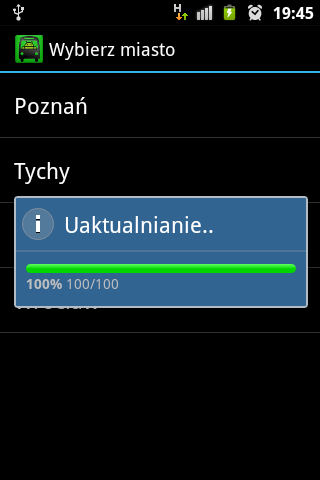 H
19:45
Wybierz miasto
Poznań
Tychy
Uaktualnianie..
100% 100/100